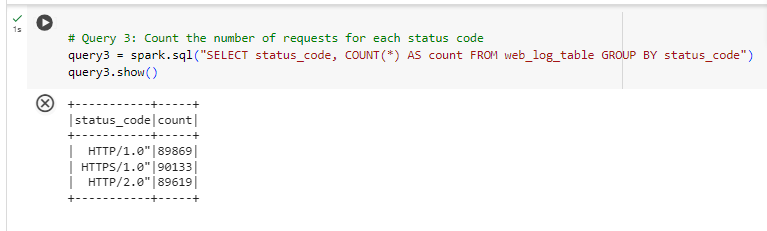 1s
# Query 3: Count the number of requests for each status code
query3 = spark.sql("SELECT status_code, COUNT(*) AS count FROM web_log_table GROUP BY status_code")
query3.show()
+-----------+-----+
|status_code|count|
+-----------+-----+
|  HTTP/1.0"|89869|
| HTTPS/1.0"|90133|
|  HTTP/2.0"|89619|
+-----------+-----+